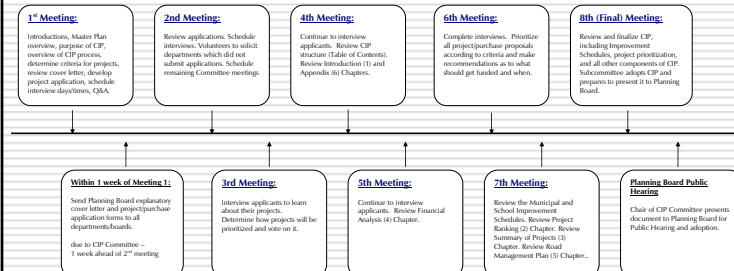 1st Meeting:
Introductions, Master Plan
overview, purpose of CIP,
overview of CIP process,
determine criteria for projects,
review cover letter, develop
project application, schedule
interview days/times, Q&A.
2nd Meeting:
Review applications. Schedule
interviews. Volunteers to solicit
departments which did not
submit applications. Schedule
remaining Committee meetings
4th Meeting:
Continue to interview
applicants. Review CIP
structure (Table of Contents).
Review Introduction (1) and
Appendix (6) Chapters.
6th Meeting:
Complete interviews. Prioritize
all project/purchase proposals
according to criteria and make
recommendations as to what
should get funded and when.
8th (Final) Meeting:
Review and finalize CIP,
including Improvement
Schedules, project prioritization,
and all other components of CIP.
Subcommittee adopts CIP and
prepares to present it to Planning
Board.
Within 1 week of Meeting 1:
Send Planning Board explanatory
cover letter and project/purchase
application forms to all
departments/boards.
due to CIP Committee –
1 week ahead of 2nd meeting
3rd Meeting:
Interview applicants to learn
about their projects.
Determine how projects will be
prioritized and vote on it.
5th Meeting:
Continue to interview
applicants. Review Financial
Analysis (4) Chapter.
7th Meeting:
Review the Municipal and
School Improvement
Schedules. Review Project
Ranking (2) Chapter. Review
Summary of Projects (3)
Chapter. Review Road
Management Plan (5) Chapter..
Planning Board Public
Hearing
Chair of CIP Committee presents
document to Planning Board for
Public Hearing and adoption.